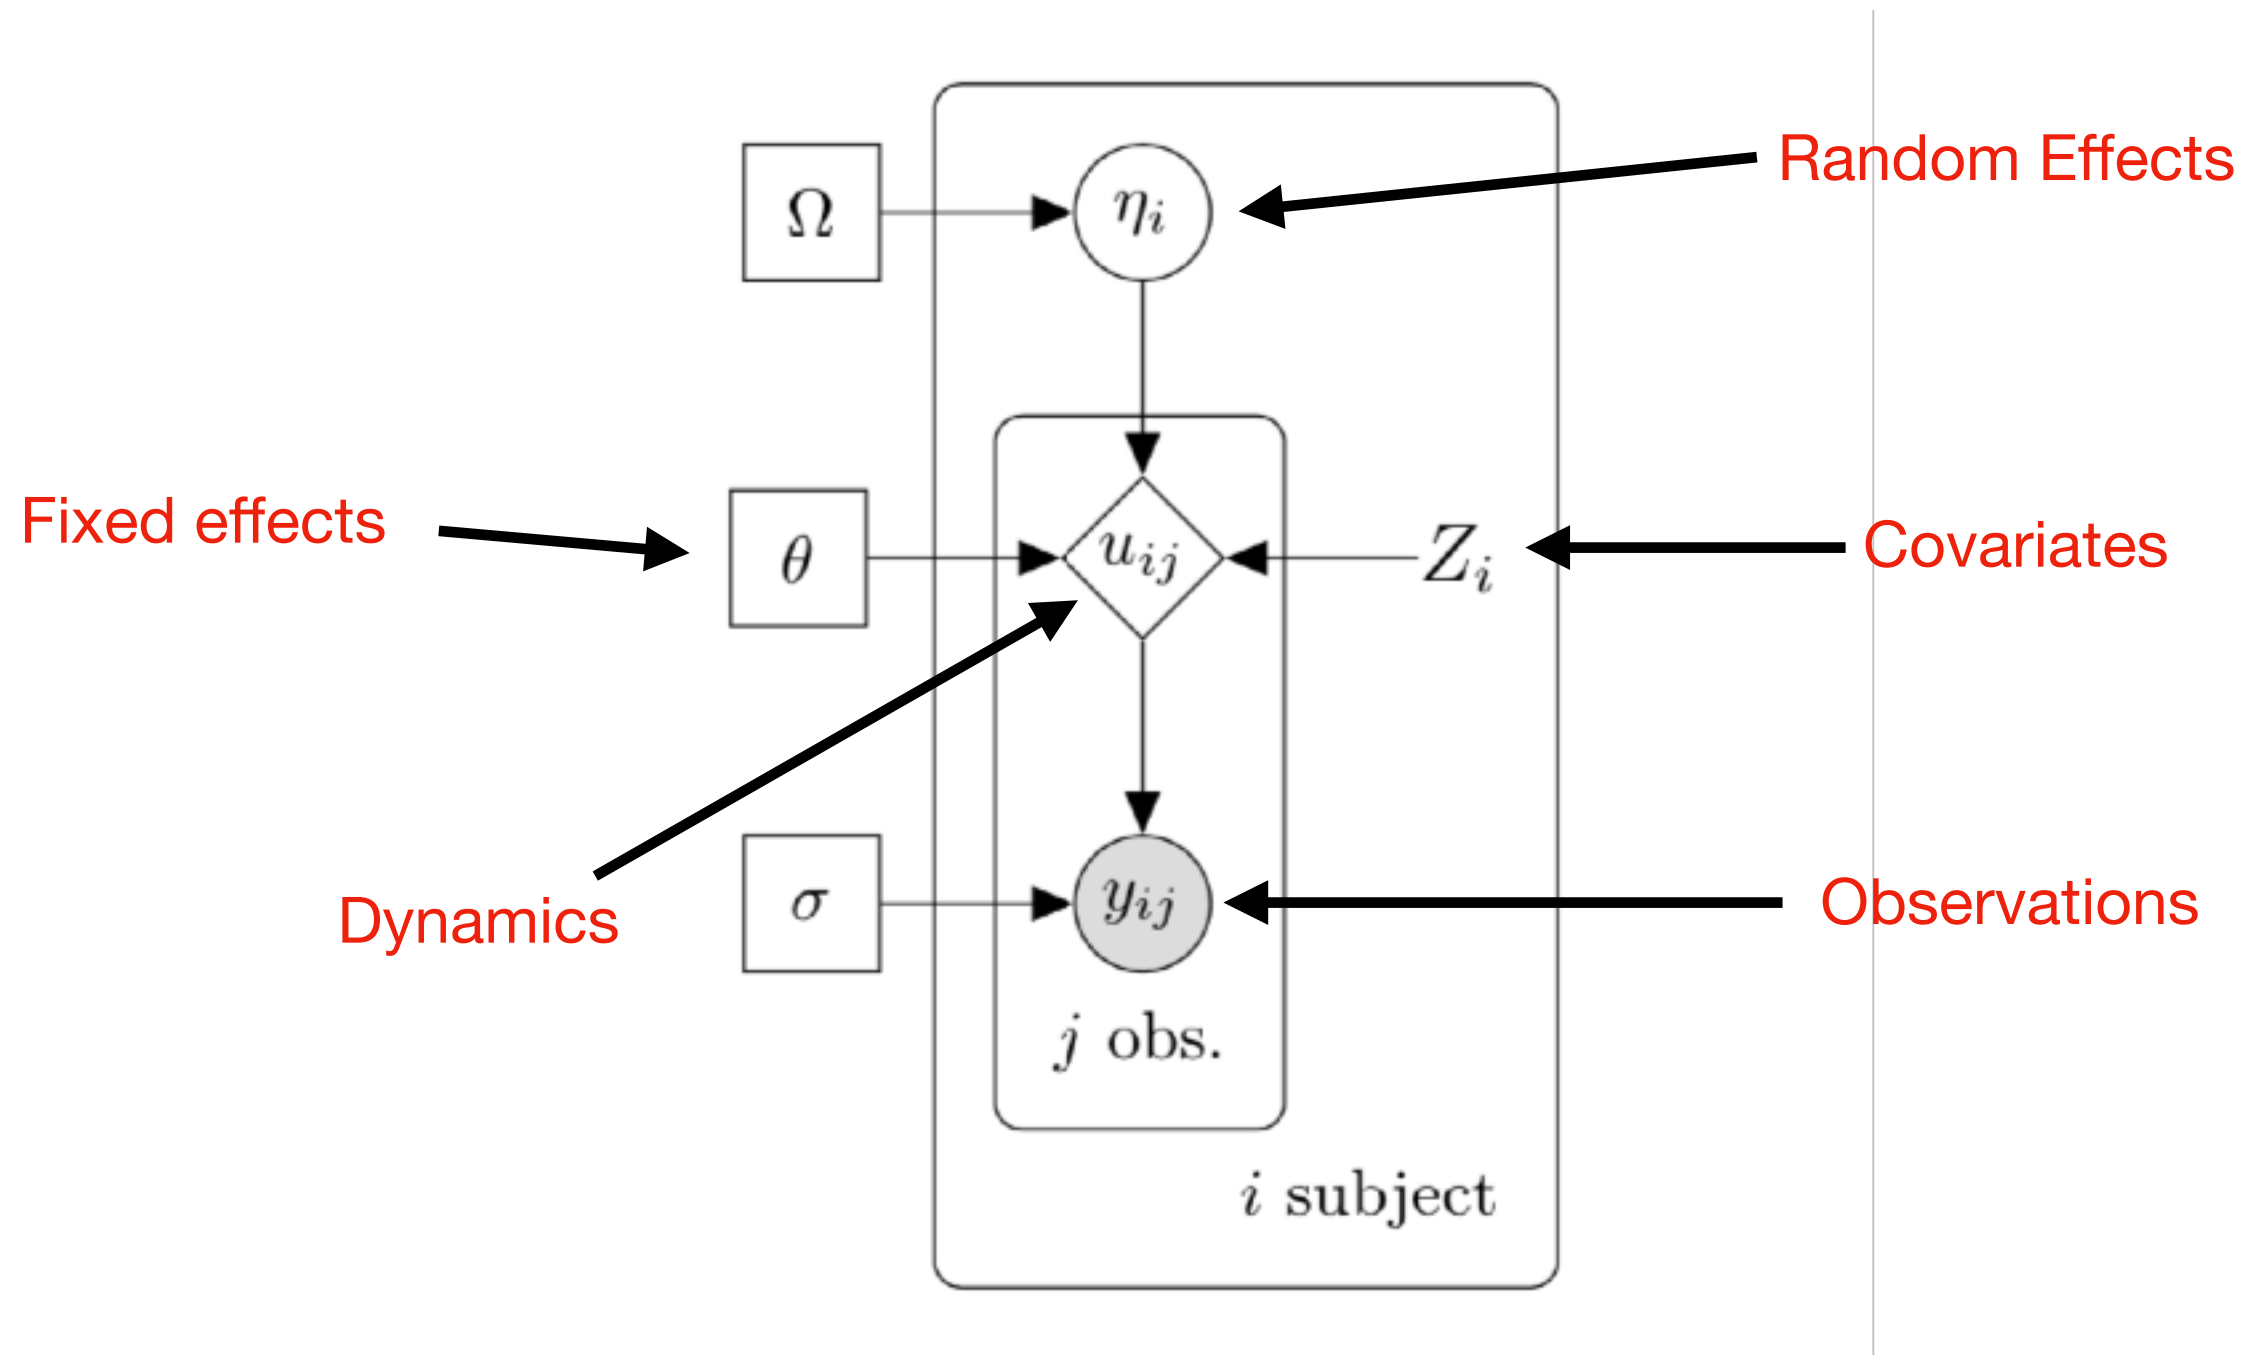 Random Effects
Ω
η_i
Fixed effects
θ
u_ij
Z_i
Covariates
Dynamics
σ
y_ij
Observations
j obs.
i subject